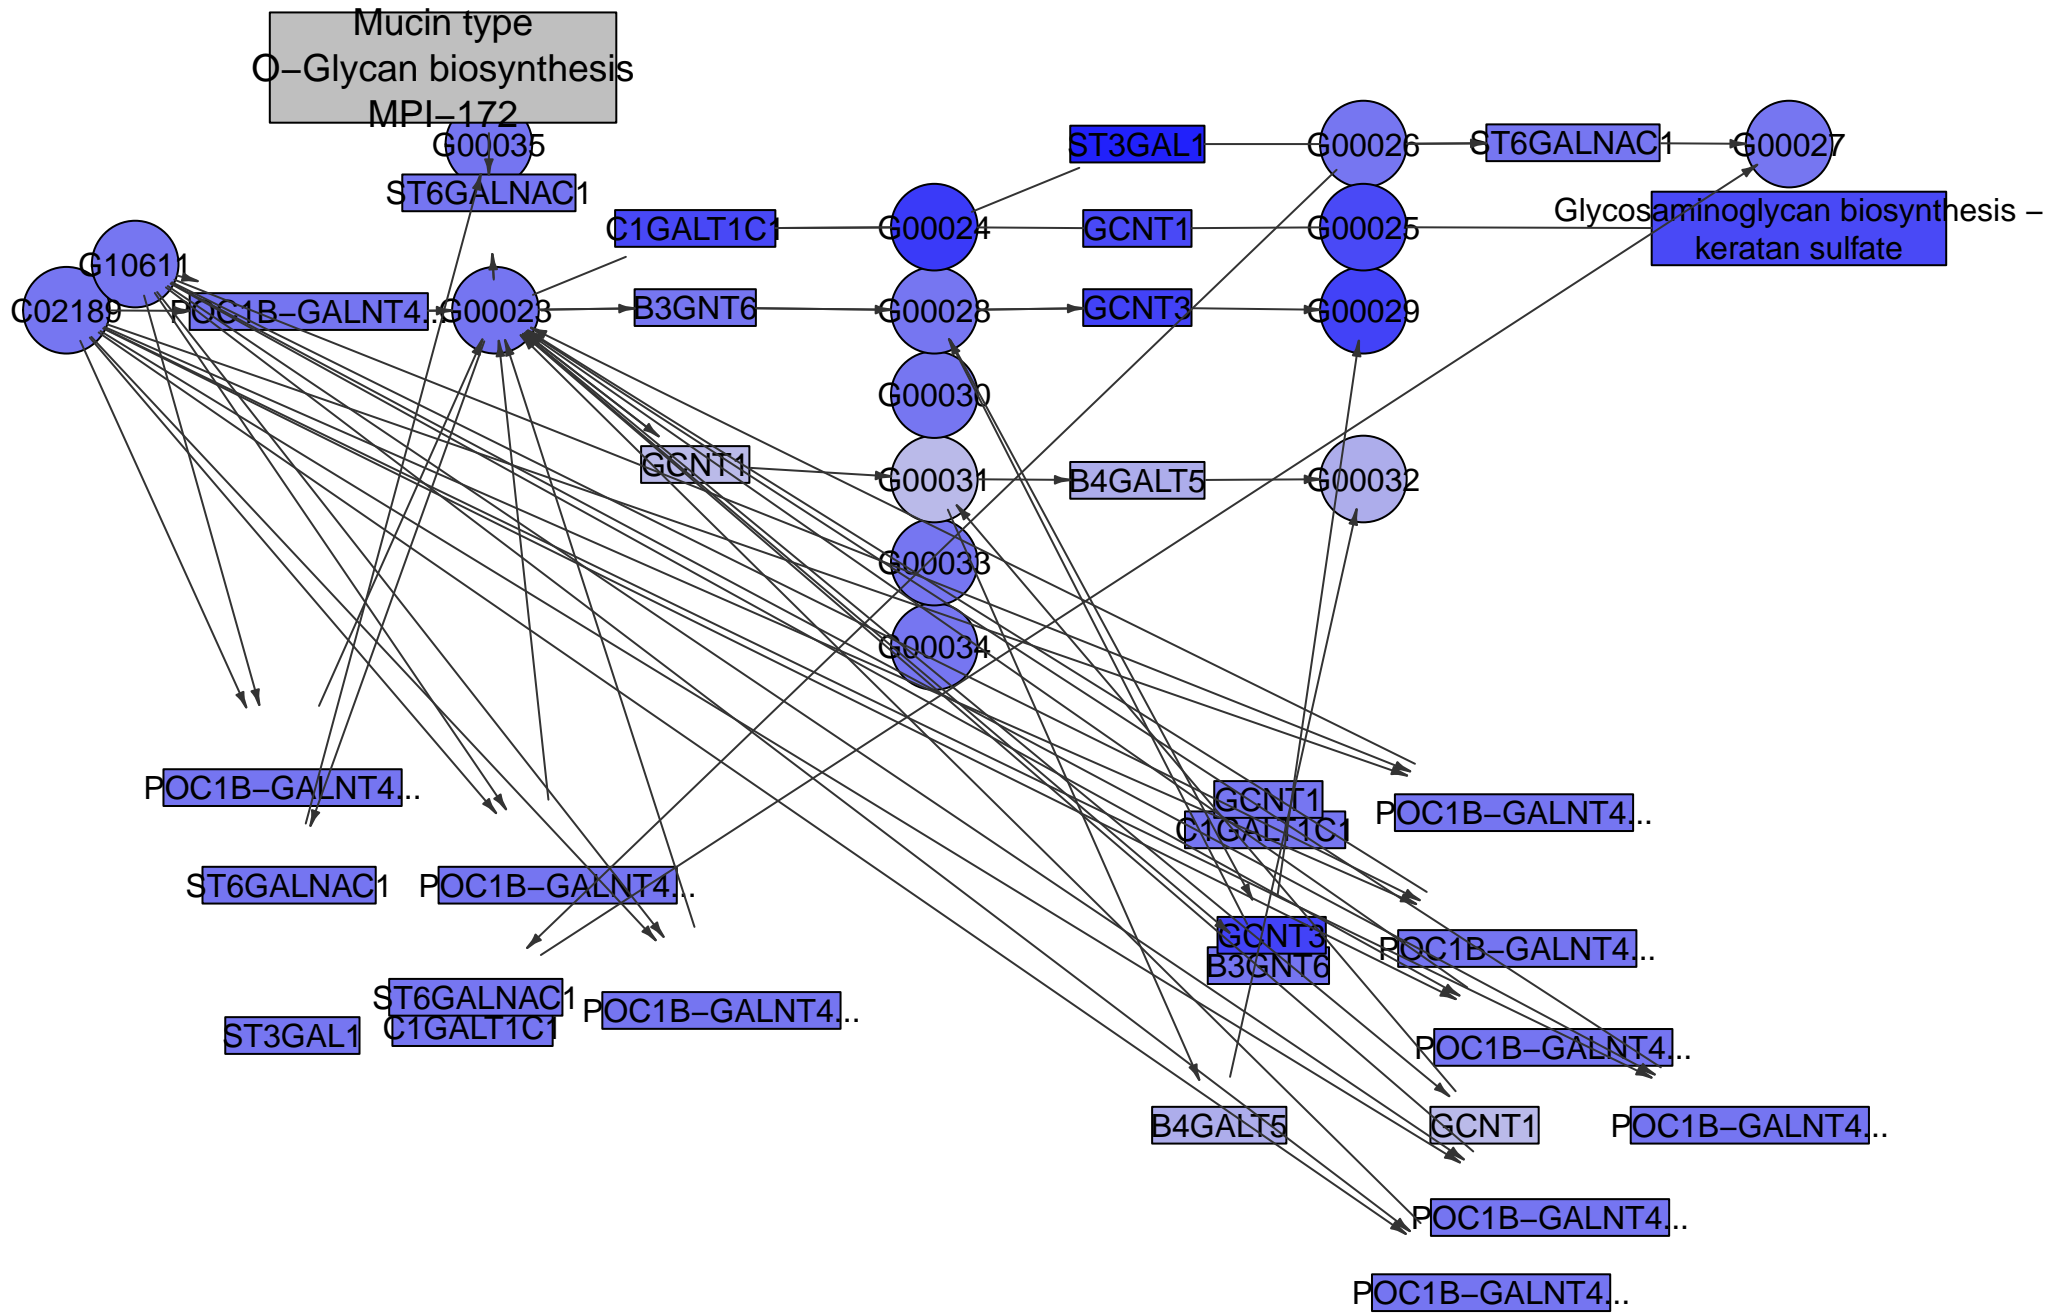 Mucin type
O−Glycan biosynthesis
MPI−172
G00035
ST6GALNAC1
ST3GAL1
G00026
ST6GALNAC1
G00027
C1GALT1C1
G00024
GCNT1
G00025
Glycosaminoglycan biosynthesis −
keratan sulfate
G10611
C02189
POC1B−GALNT4...
G00023
B3GNT6
G00028
GCNT3
G00029
G00030
GCNT1
G00031
B4GALT5
G00032
G00033
G00034
POC1B−GALNT4...
GCNT1
POC1B−GALNT4...
C1GALT1C1
ST6GALNAC1
POC1B−GALNT4...
GCNT3
POC1B−GALNT4...
B3GNT6
ST6GALNAC1
POC1B−GALNT4...
C1GALT1C1
ST3GAL1
POC1B−GALNT4...
B4GALT5
GCNT1
POC1B−GALNT4...
POC1B−GALNT4...
POC1B−GALNT4...